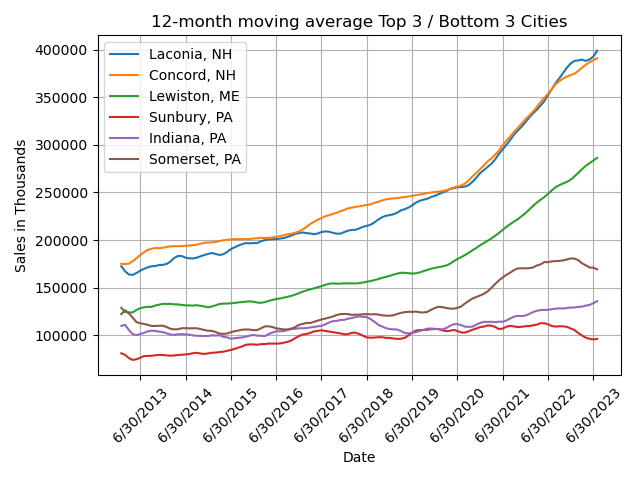 12-month moving average Top 3 / Bottom 3 Cities
Sales in Thousands
400000
350000
300000
250000
200000
150000
100000
Laconia, NH
Concord, NH
Lewiston, ME
Sunbury, PA
Indiana, PA
Somerset, PA
6/30/2013
6/30/2014
6/30/2015
6/30/2016
6/30/2017
6/30/2018
6/30/2019
6/30/2020
6/30/2021
6/30/2022
6/30/2023
Date